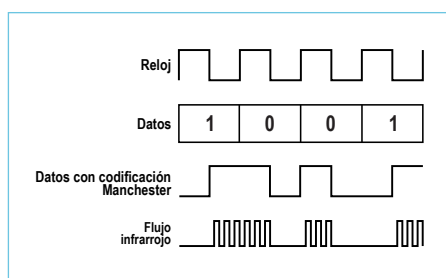 Reloj
Datos 1 0 0 1
Datos con codificación
Manchester
Flujo
infrarrojo